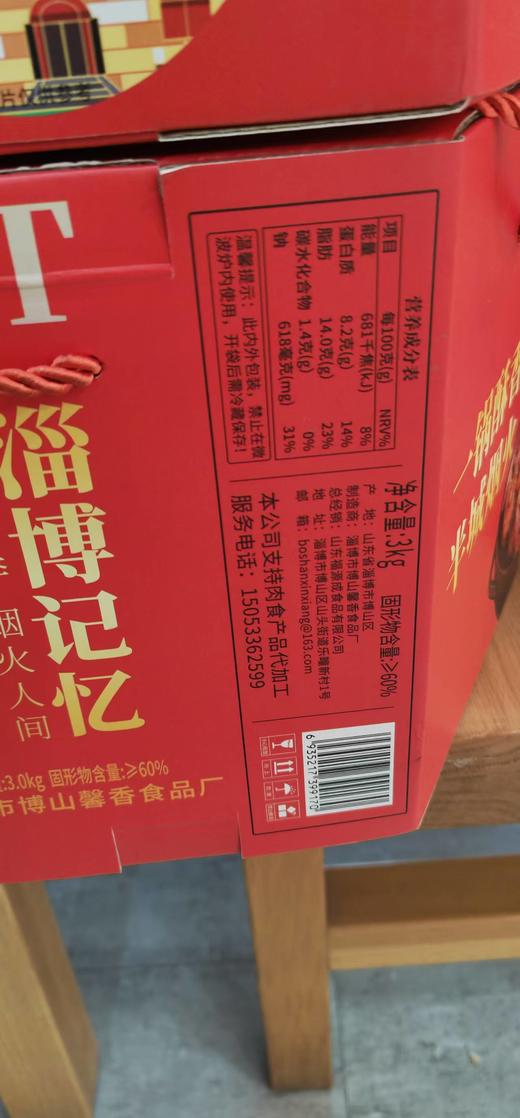 片仅供参考
T
淄博记忆
烟火人间
:3.0kg 固形物含量:≥60%
市博山馨香食品厂
营养成分表
项目 每100克(g) NRV%
能量 681千焦(kJ) 8%
蛋白质 8.2克(g) 14%
脂肪 14.0克(g) 23%
碳水化合物 1.4克(g) 0%
钠 618毫克(mg) 31%
温馨提示：此内外包装，禁止在微
波炉内使用，开袋后需冷藏保存！
净含量:3kg 固形物含量:≥60%
产 地：山东省淄博市博山区
制造商：淄博市博山馨香食品厂
总经销：山东福源成食品有限公司
地 址：淄博市博山区山头街道乐疃新村1号
邮 箱：boshanxinxiang@163.com
本公司支持肉食产品代加工
服务电话：15053362599
6935217399170